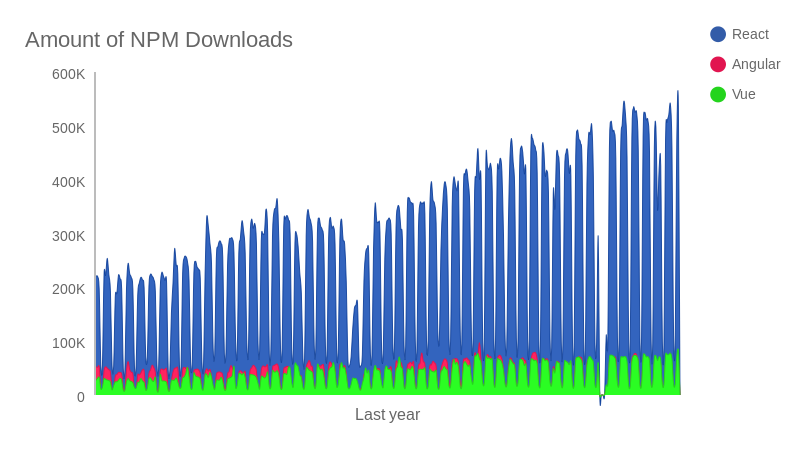 Amount of NPM Downloads
React
Angular
Vue
600K
500K
400K
300K
200K
100K
0
Last year